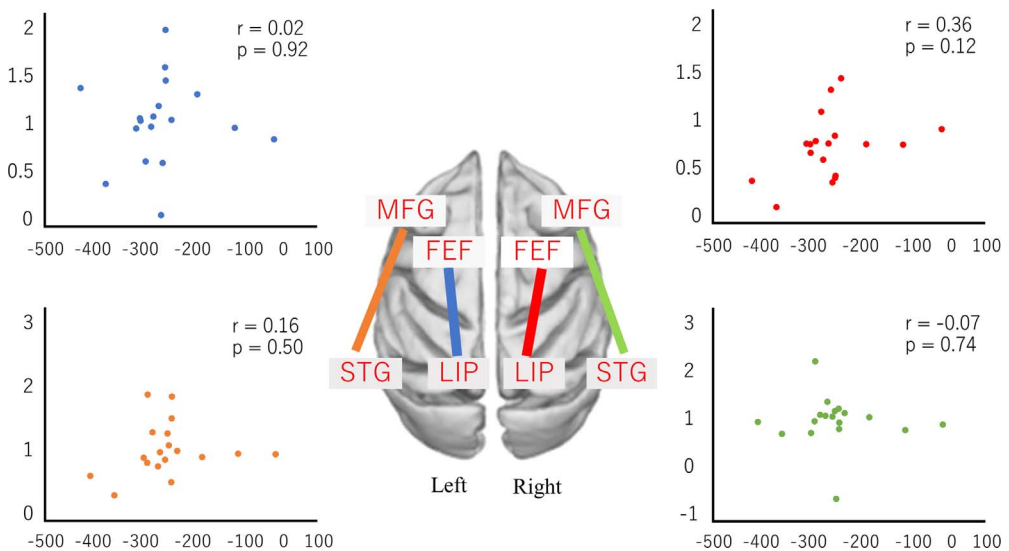 2
1.5
1
0.5
0
-500 -400 -300 -200 -100 0 100
r = 0.02
p = 0.92
2
1.5
1
0.5
0
-500 -400 -300 -200 -100 0 100
r = 0.36
p = 0.12
MFG MFG
FEF FEF
STG LIP LIP STG
Left Right
3
2
1
0
-500 -400 -300 -200 -100 0 100
r = 0.16
p = 0.50
3
2
1
0
-1
-500 -400 -300 -200 -100 0 100
r = -0.07
p = 0.74